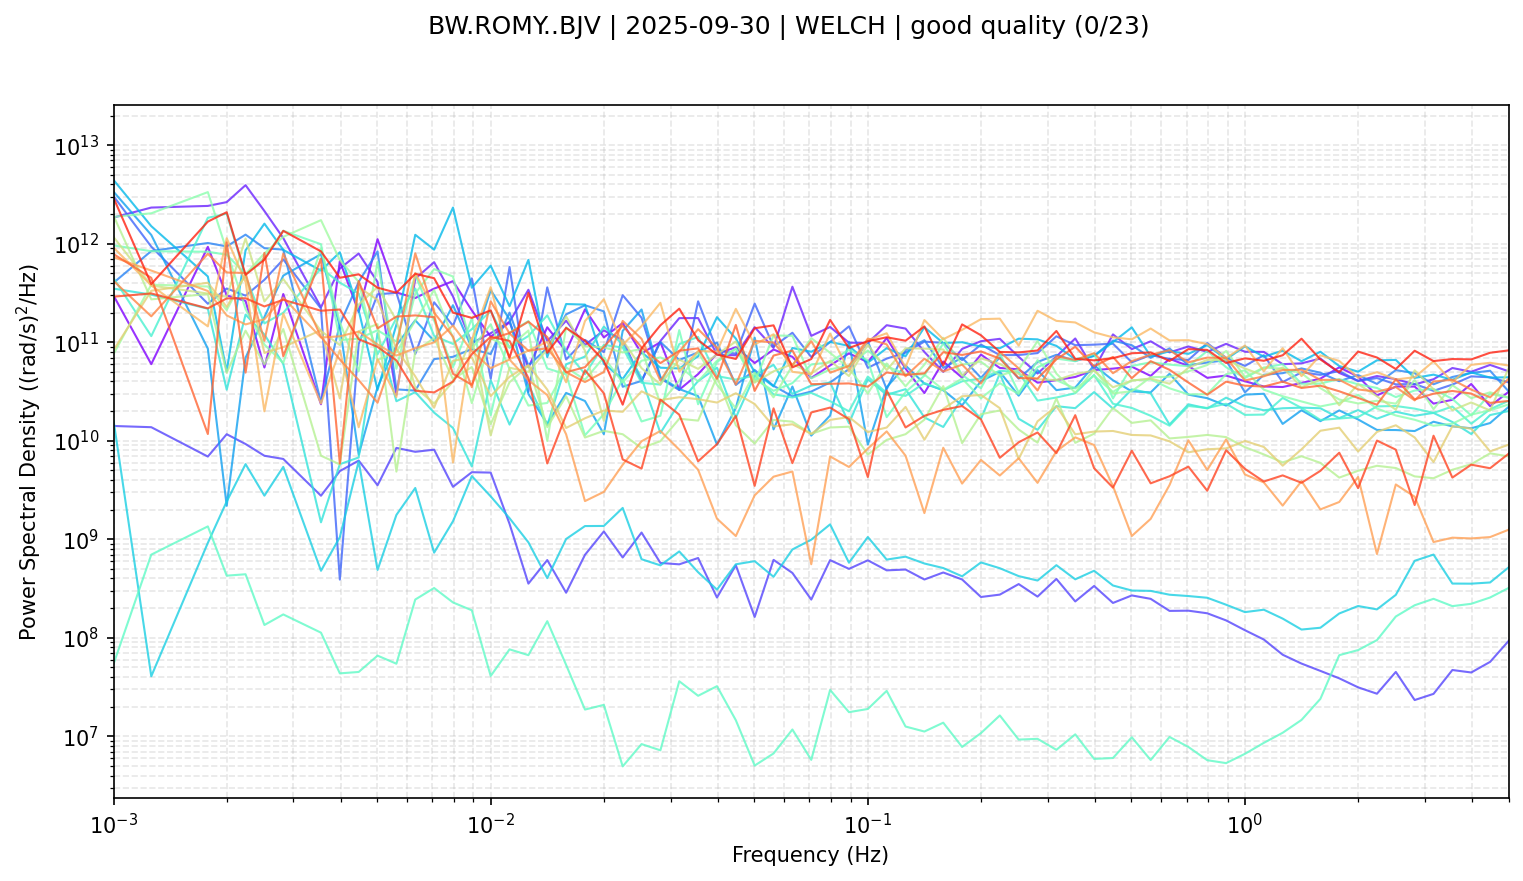 BW.ROMY..BJV | 2025-09-30 | WELCH | good quality (0/23)
Power Spectral Density ((rad/s)²/Hz)
10¹³
10¹²
10¹¹
10¹⁰
10⁹
10⁸
10⁷
10⁻³ 10⁻² 10⁻¹ 10⁰
Frequency (Hz)